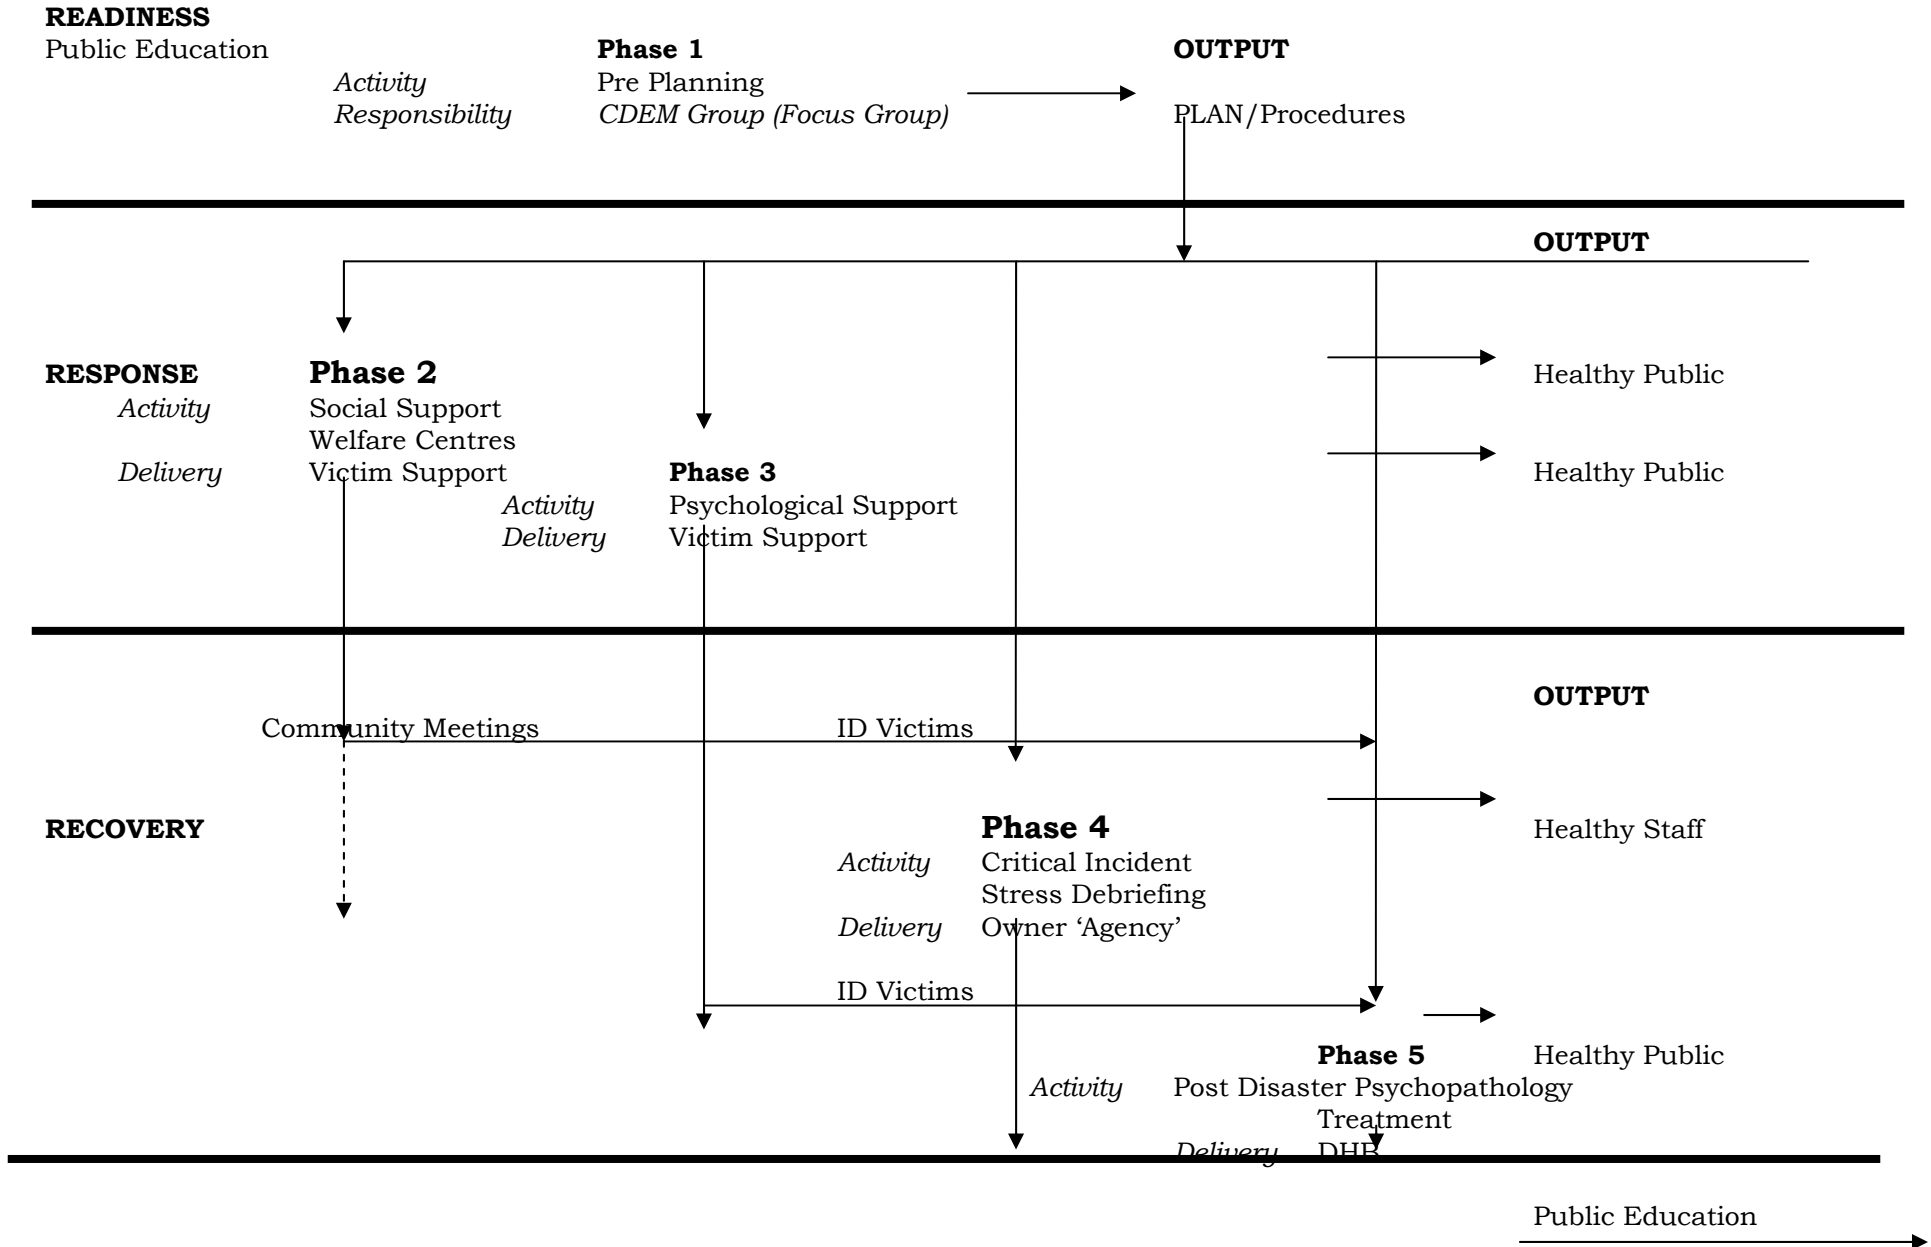 READINESS
Public Education Phase 1 OUTPUT
Activity Pre Planning
Responsibility CDEM Group (Focus Group) PLAN/Procedures
OUTPUT
RESPONSE Phase 2 Healthy Public
Activity Social Support
Welfare Centres
Delivery Victim Support Phase 3 Healthy Public
Activity Psychological Support
Delivery Victim Support
OUTPUT
Community Meetings ID Victims
RECOVERY Phase 4 Healthy Staff
Activity Critical Incident
Stress Debriefing
Delivery Owner ‘Agency’
ID Victims
Phase 5 Healthy Public
Activity Post Disaster Psychopathology
Treatment
Delivery DHB
Public Education